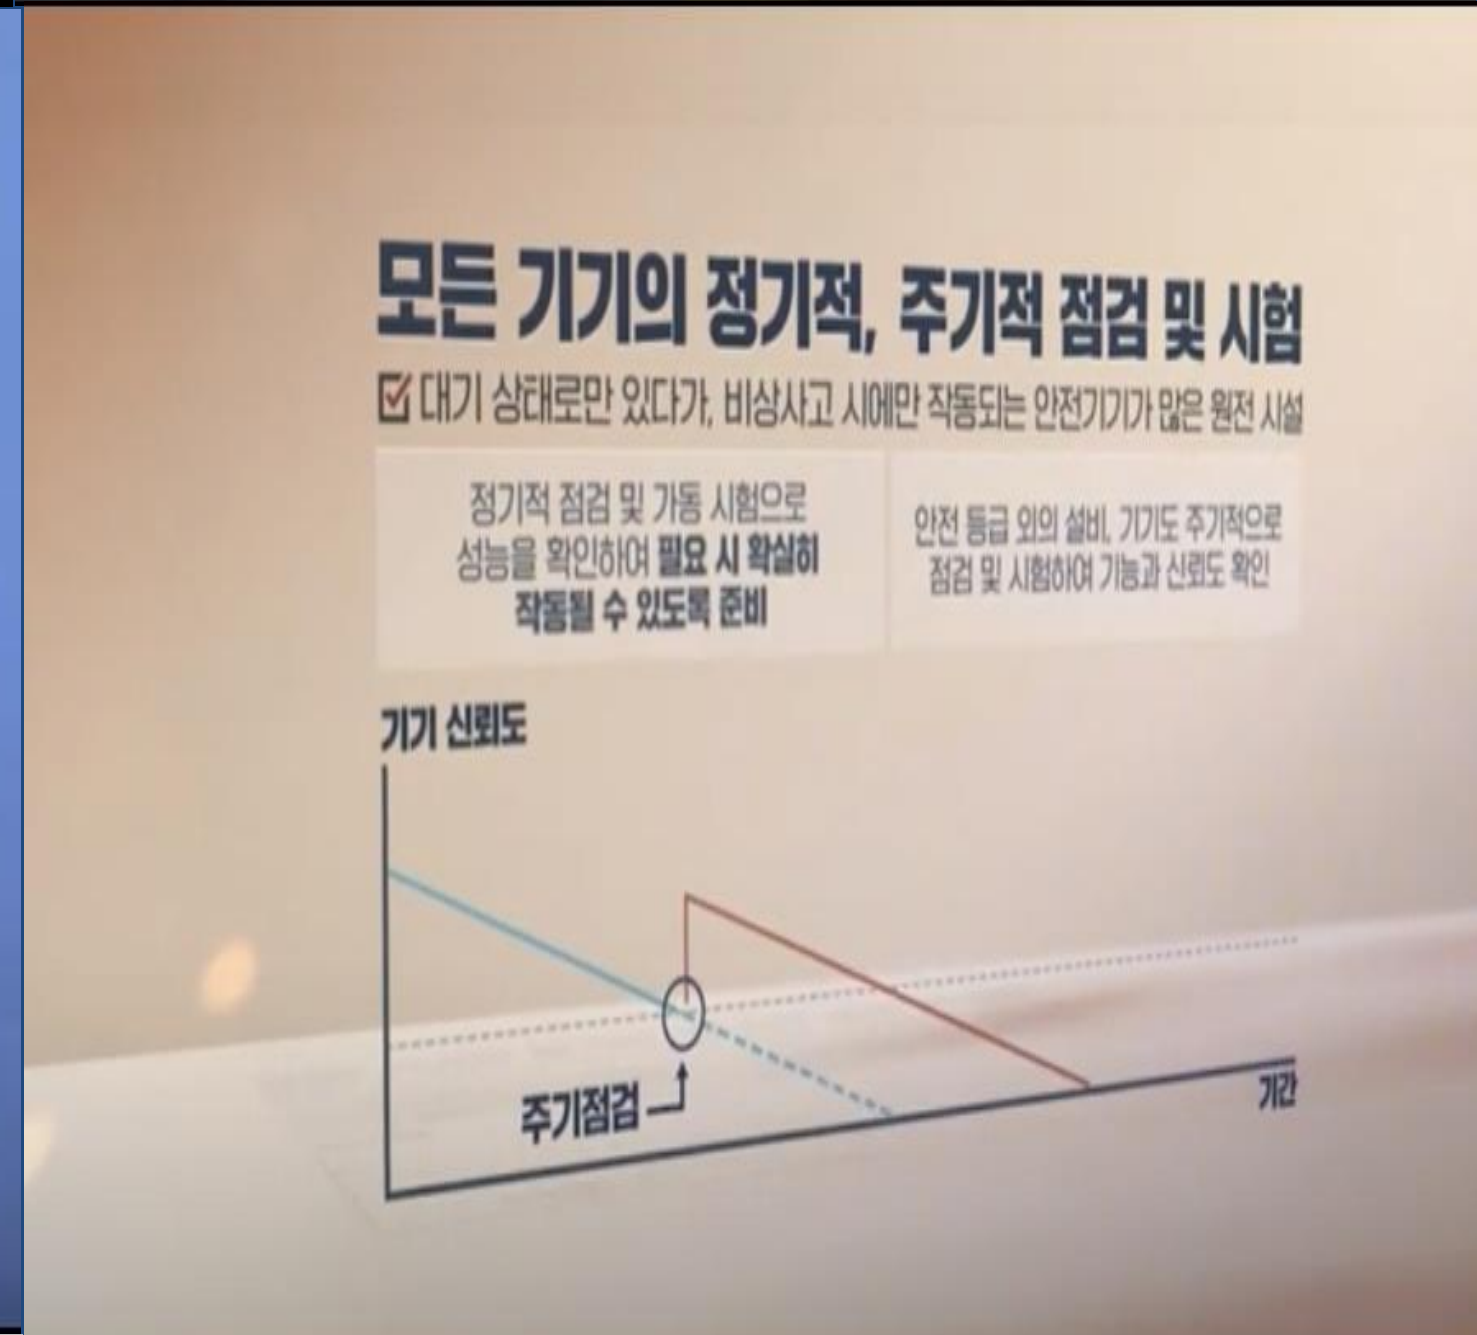 모든 기기의 정기적, 주기적 점검 및 시험
대기 상태로만 있다가, 비상사고 시에만 작동되는 안전기기가 많은 원전 시설
정기적 점검 및 가동 시험으로
성능을 확인하여 필요 시 확실히
작동될 수 있도록 준비
안전 등급 외의 설비, 기기도 주기적으로
점검 및 시험하여 기능과 신뢰도 확인
기기 신뢰도
주기점검
기간